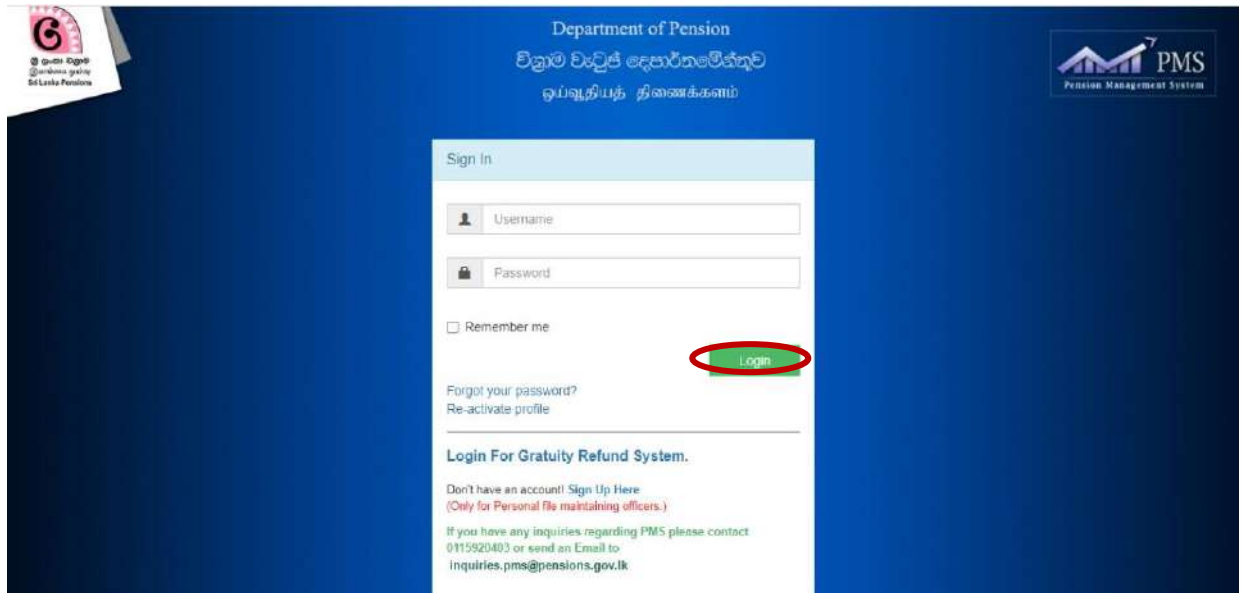 ශ්‍රී ලංකා විශ්‍රාම
Sri Lanka Pensions
Department of Pension
විශ්‍රාම වැටුප් දෙපාර්තමේන්තුව
ஓய்வூதியத் திணைக்களம்
PMS
Pension Management System
Sign In
Username
Password
Remember me
Login
Forgot your password?
Re-activate profile
Login For Gratuity Refund System.
Don't have an account! Sign Up Here
(Only for Personal file maintaining officers.)
If you have any inquiries regarding PMS please contact
0115920403 or send an Email to
inquiries.pms@pensions.gov.lk